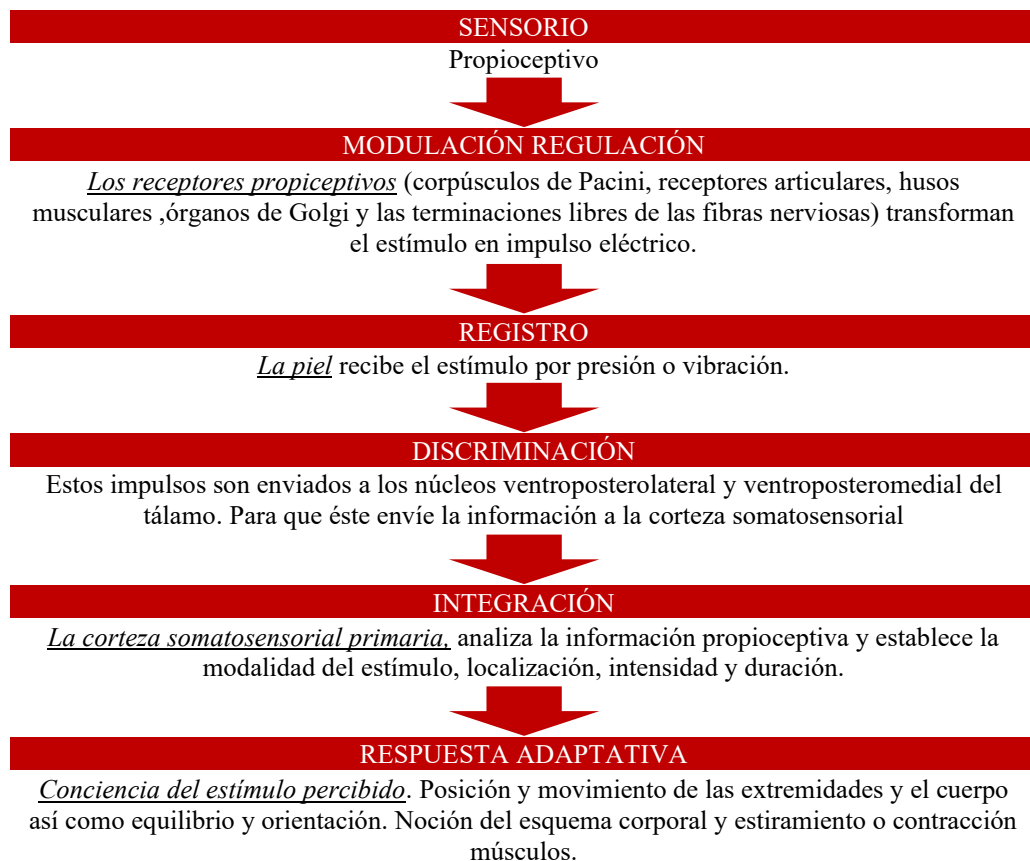 SENSORIO
Propioceptivo
MODULACIÓN REGULACIÓN
Los receptores propiceptivos (corpúsculos de Pacini, receptores articulares, husos
musculares ,órganos de Golgi y las terminaciones libres de las fibras nerviosas) transforman
el estímulo en impulso eléctrico.
REGISTRO
La piel recibe el estímulo por presión o vibración.
DISCRIMINACIÓN
Estos impulsos son enviados a los núcleos ventroposterolateral y ventroposteromedial del
tálamo. Para que éste envíe la información a la corteza somatosensorial
INTEGRACIÓN
La corteza somatosensorial primaria, analiza la información propioceptiva y establece la
modalidad del estímulo, localización, intensidad y duración.
RESPUESTA ADAPTATIVA
Conciencia del estímulo percibido. Posición y movimiento de las extremidades y el cuerpo
así como equilibrio y orientación. Noción del esquema corporal y estiramiento o contracción
músculos.